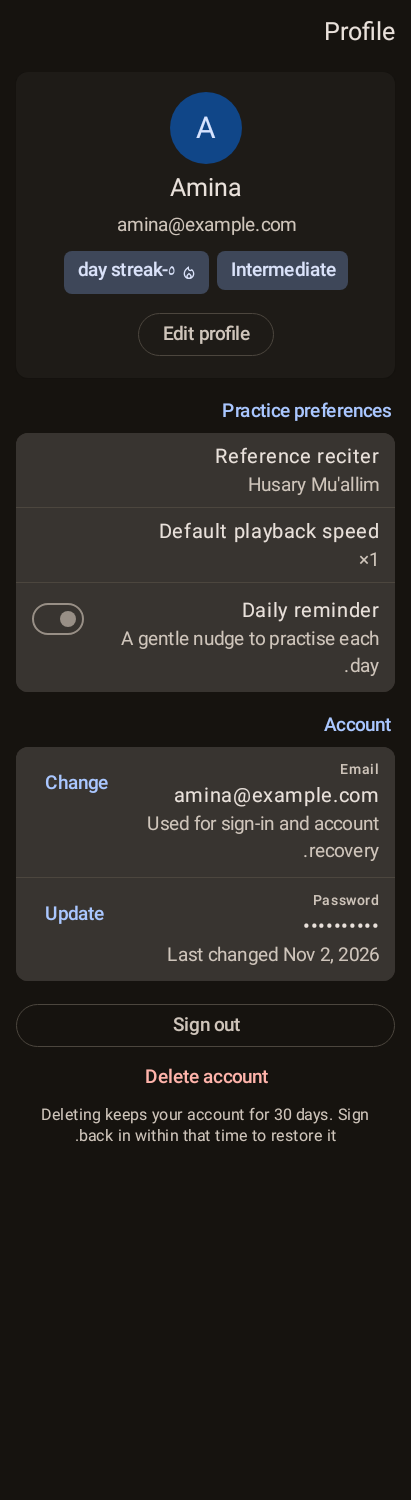 Profile
A
Amina
amina@example.com
Intermediate
🔥 ٥-day streak
Edit profile
Practice preferences
Reference reciter
Husary Mu'allim
Default playback speed
×1
Daily reminder
A gentle nudge to practise each
day.
Account
Email
amina@example.com
Change
Used for sign-in and account
recovery.
Password
••••••••••
Update
Last changed Nov 2, 2026
Sign out
Delete account
Deleting keeps your account for 30 days. Sign
back in within that time to restore it.